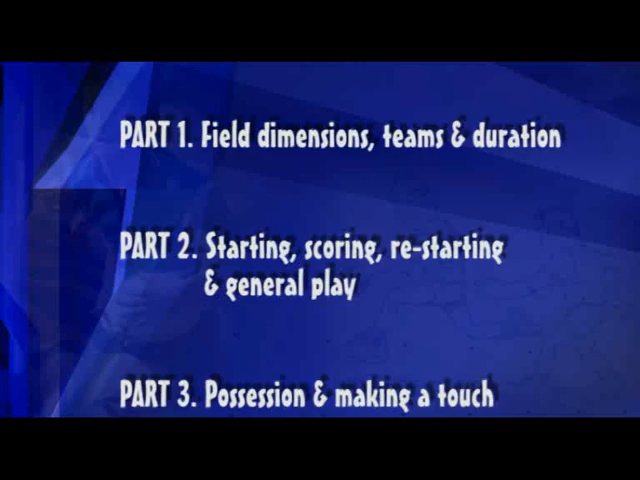 PART 1. Field dimensions, teams & duration
PART 2. Starting, scoring, re-starting
& general play
PART 3. Possession & making a touch